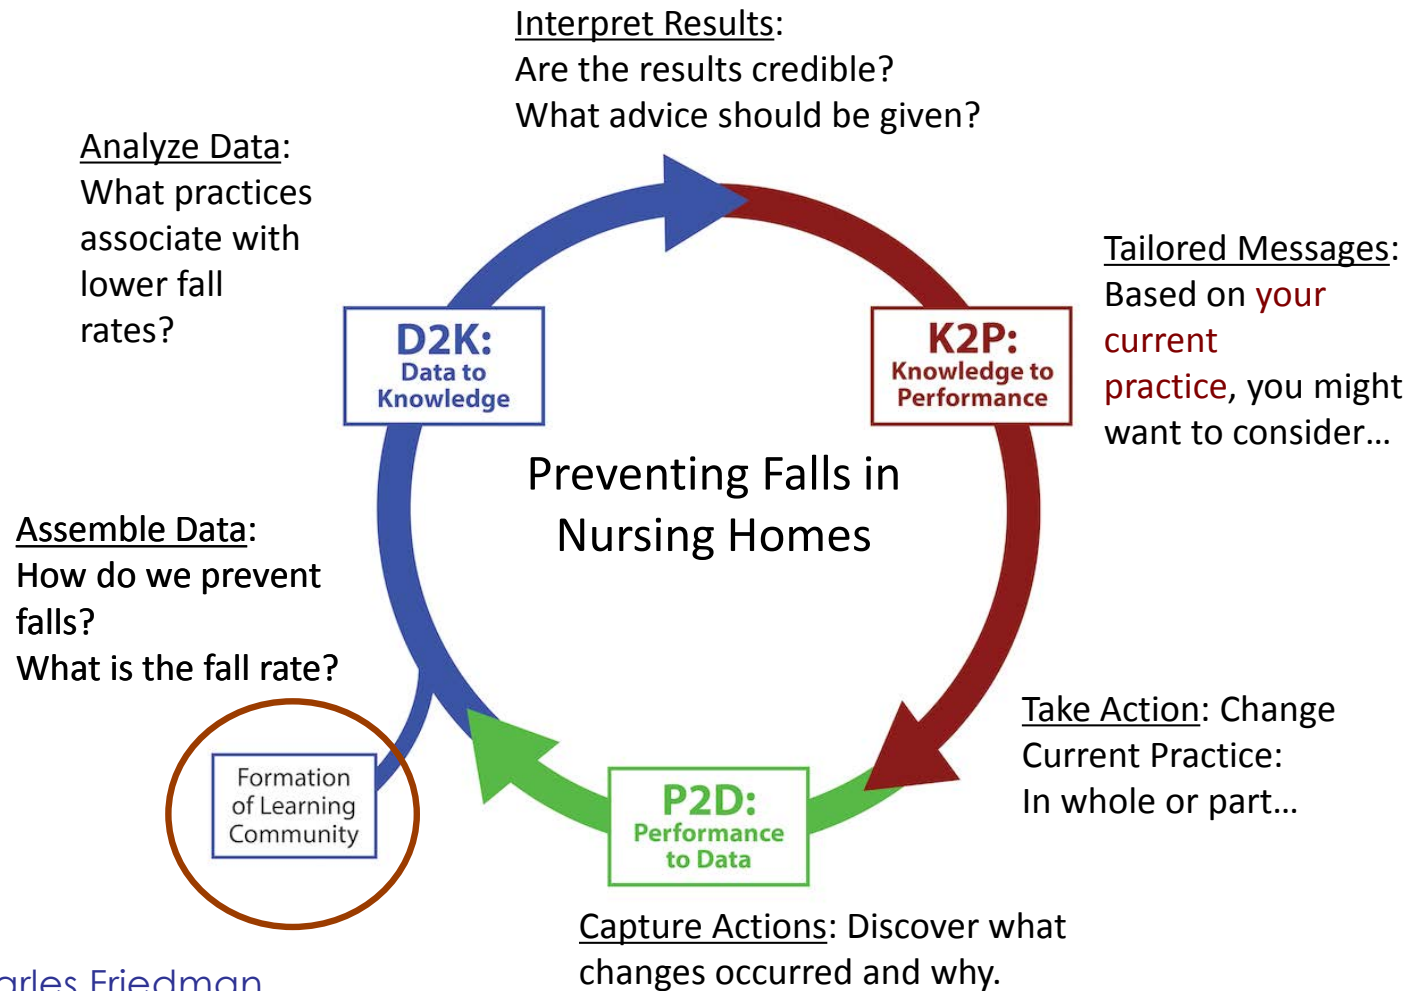 Interpret Results:
Are the results credible?
What advice should be given?
Analyze Data:
What practices
associate with
lower fall
rates?
Tailored Messages:
Based on your
current
practice, you might
want to consider…
D2K:
Data to
Knowledge
K2P:
Knowledge to
Performance
Preventing Falls in
Nursing Homes
Assemble Data:
How do we prevent
falls?
What is the fall rate?
Formation
of Learning
Community
P2D:
Performance
to Data
Take Action: Change
Current Practice:
In whole or part…
Capture Actions: Discover what
changes occurred and why.
arles Friedman